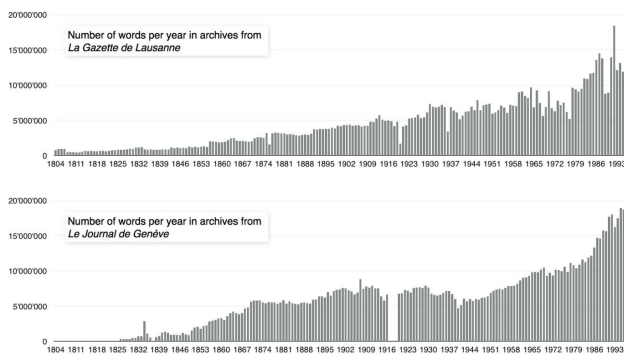 20'000'000
Number of words per year in archives from
La Gazette de Lausanne
15'000'000
10'000'000
5'000'000
0
1804 1811 1818 1825 1832 1839 1846 1853 1860 1867 1874 1881 1888 1895 1902 1909 1916 1923 1930 1937 1944 1951 1958 1965 1972 1979 1986 1993
20'000'000
Number of words per year in archives from
Le Journal de Genève
15'000'000
10'000'000
5'000'000
0
1804 1811 1818 1825 1832 1839 1846 1853 1860 1867 1874 1881 1888 1895 1902 1909 1916 1923 1930 1937 1944 1951 1958 1965 1972 1979 1986 1993